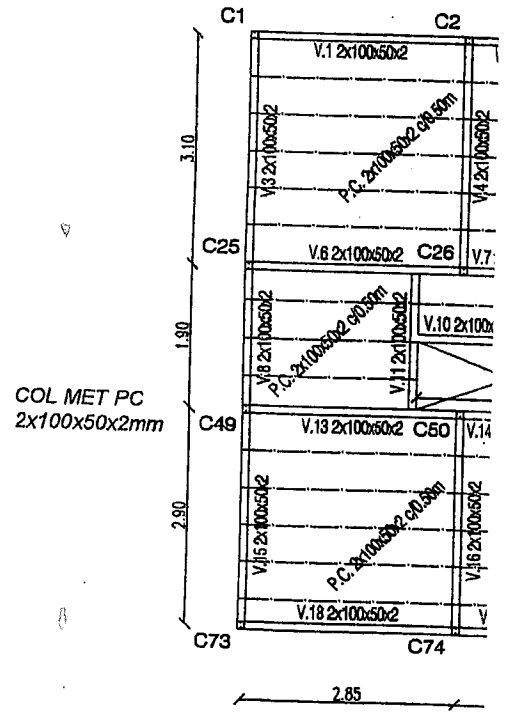 C1
C2
V.1 2x100x50x2
3.10
V.3 2x100x50x2
P.C. 2x100x50x2 c/0.50m
V.4 2x100x50x2
C25
V.6 2x100x50x2
C26
V.7
1.90
V.8 2x100x50x2
P.C. 2x100x50x2 c/0.50m
V.11 2x100x50x2
V.10 2x100x
COL MET PC
2x100x50x2mm
C49
V.13 2x100x50x2
C50
V.14
2.90
V.15 2x100x50x2
P.C. 2x100x50x2 c/0.50m
V.16 2x100x50x2
V.18 2x100x50x2
V
C73
C74
2.85